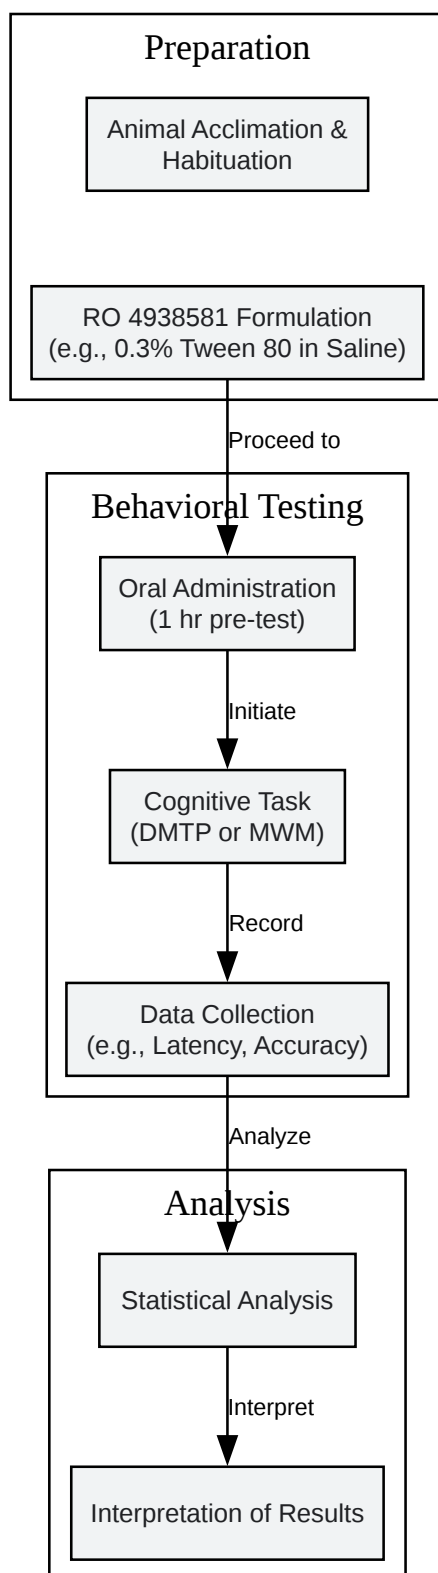 Preparation
Animal Acclimation &
Habituation
RO 4938581 Formulation
(e.g., 0.3% Tween 80 in Saline)
Proceed to
Behavioral Testing
Oral Administration
(1 hr pre-test)
Initiate
Cognitive Task
(DMTP or MWM)
Record
Data Collection
(e.g., Latency, Accuracy)
Analyze
Analysis
Statistical Analysis
Interpret
Interpretation of Results